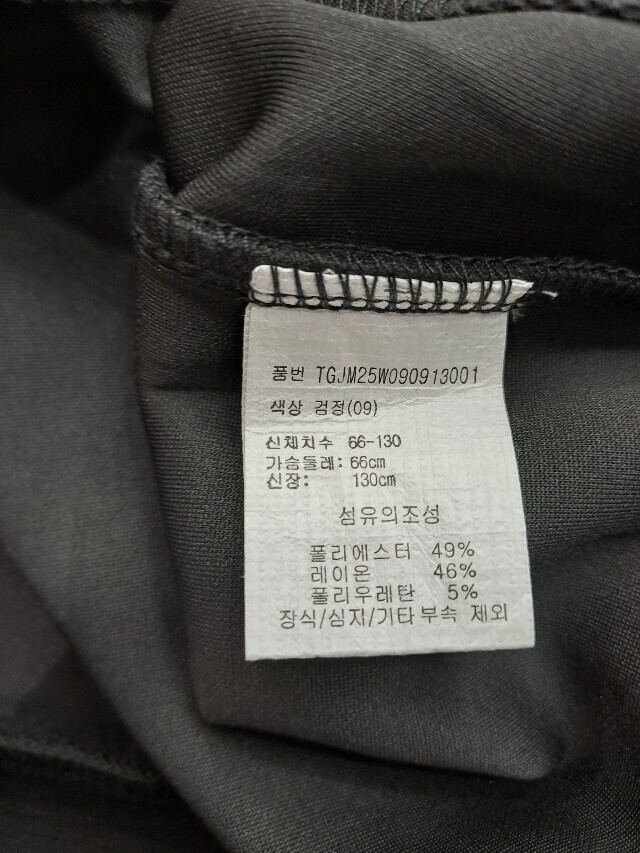 품번 TGJM25W090913001
색상 검정(09)
신체치수 66-130
가슴둘레: 66cm
신장: 130cm
섬유의조성
폴리에스터 49%
레이온 46%
폴리우레탄 5%
장식/심지/기타부속 제외